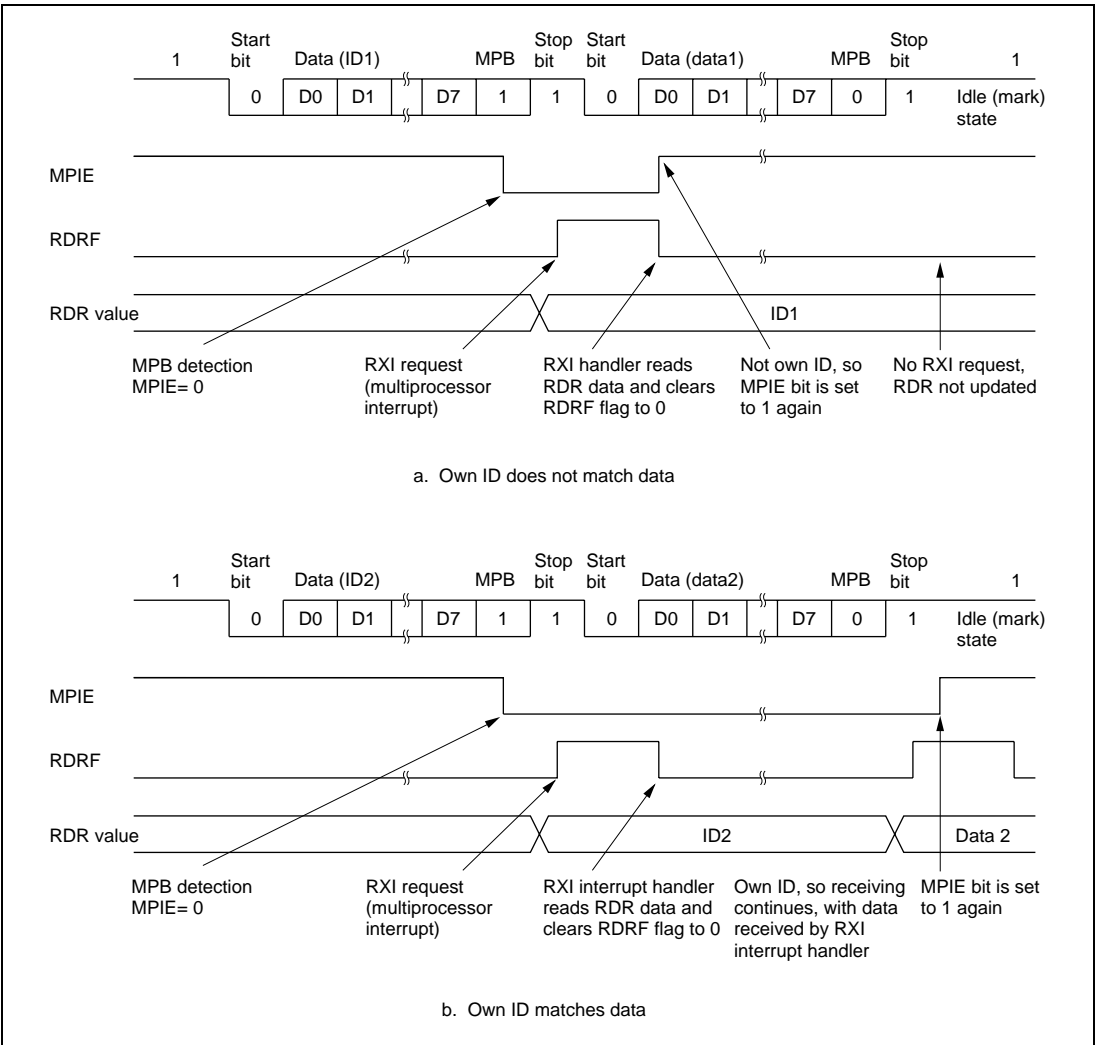 Start Stop Start Stop
1 bit Data (ID1) MPB bit bit Data (data1) MPB bit 1
0 D0 D1 D7 1 1 0 D0 D1 D7 0 1 Idle (mark)
state
MPIE
RDRF
RDR value ID1
MPB detection RXI request RXI handler reads Not own ID, so No RXI request,
MPIE= 0 (multiprocessor RDR data and clears MPIE bit is set RDR not updated
interrupt) RDRF flag to 0 to 1 again
a. Own ID does not match data
Start Stop Start Stop
1 bit Data (ID2) MPB bit bit Data (data2) MPB bit 1
0 D0 D1 D7 1 1 0 D0 D1 D7 0 1 Idle (mark)
state
MPIE
RDRF
RDR value ID2 Data 2
MPB detection RXI request RXI interrupt handler Own ID, so receiving MPIE bit is set
MPIE= 0 (multiprocessor reads RDR data and continues, with data to 1 again
interrupt) clears RDRF flag to 0 received by RXI
interrupt handler
b. Own ID matches data